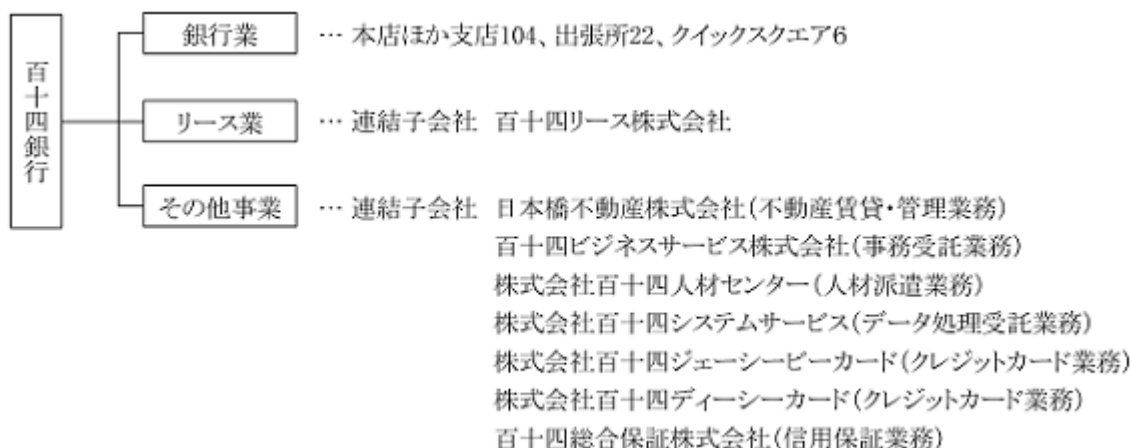 百十四銀行
銀行業 … 本店ほか支店104、出張所22、クイックスクエア6
リース業 … 連結子会社 百十四リース株式会社
その他事業 … 連結子会社 日本橋不動産株式会社(不動産賃貸・管理業務)
百十四ビジネスサービス株式会社(事務受託業務)
株式会社百十四人材センター(人材派遣業務)
株式会社百十四システムサービス(データ処理受託業務)
株式会社百十四ジェーシービーカード(クレジットカード業務)
株式会社百十四ディーシーカード(クレジットカード業務)
百十四総合保証株式会社(信用保証業務)